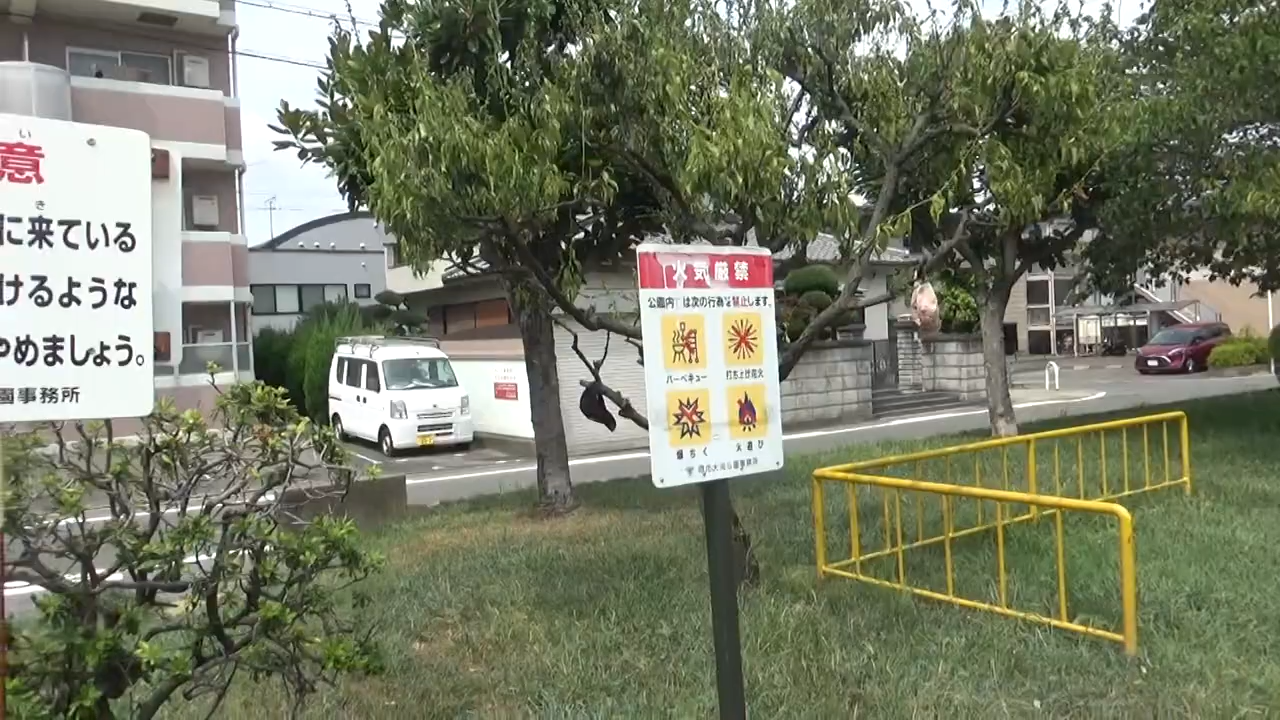 い
意
き
に来ている
けるような
やめましょう。
園事務所
火気厳禁
公園内では次の行為を禁止します。
バーベキュー
打ち上げ花火
爆ちく
火遊び